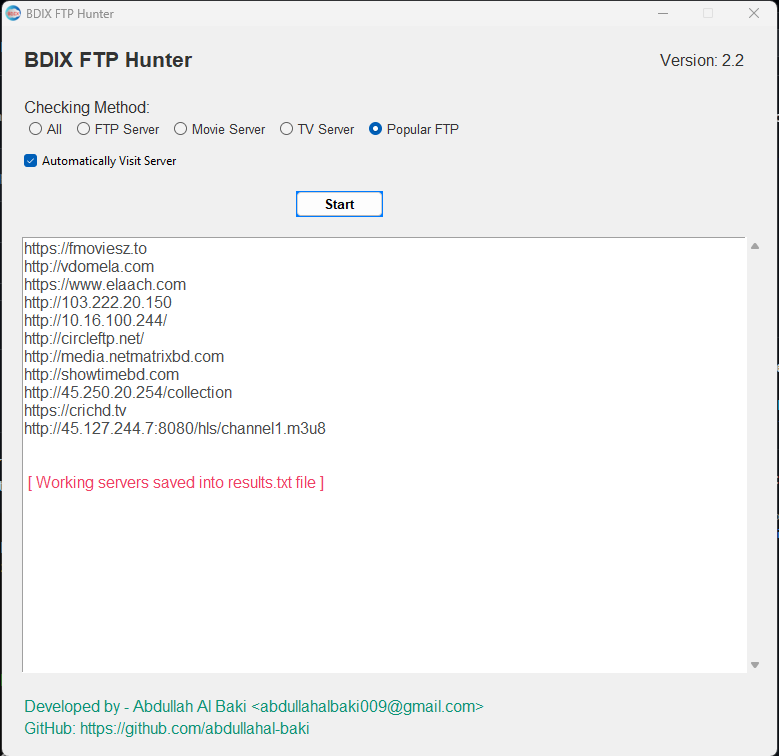 BDIX FTP Hunter
BDIX FTP Hunter
Version: 2.2
Checking Method:
All FTP Server Movie Server TV Server Popular FTP
Automatically Visit Server
Start
https://fmoviesz.to
http://vdomela.com
https://www.elaach.com
http://103.222.20.150
http://10.16.100.244/
http://circleftp.net/
http://media.netmatrixbd.com
http://showtimebd.com
http://45.250.20.254/collection
https://crichd.tv
http://45.127.244.7:8080/hls/channel1.m3u8
[ Working servers saved into results.txt file ]
Developed by - Abdullah Al Baki <abdullahalbaki009@gmail.com>
GitHub: https://github.com/abdullahal-baki